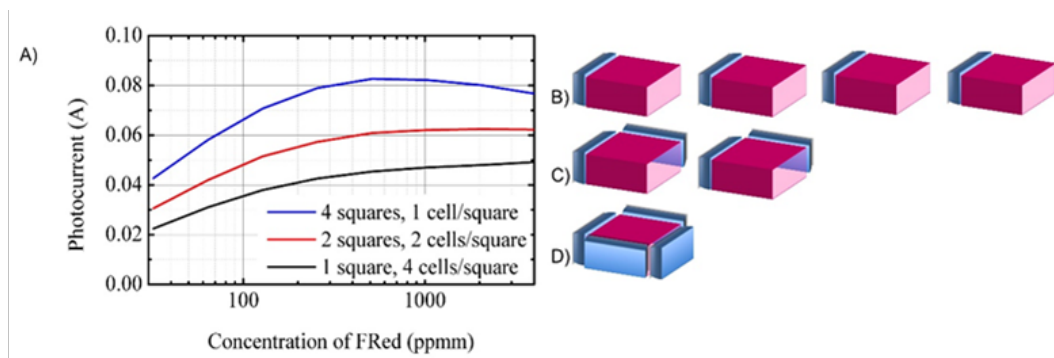 A)
0.10
0.08
0.06
0.04
0.02
0.00
Photocurrent (A)
4 squares, 1 cell/square
2 squares, 2 cells/square
1 square, 4 cells/square
100
1000
Concentration of FRed (ppmm)
B)
C)
D)